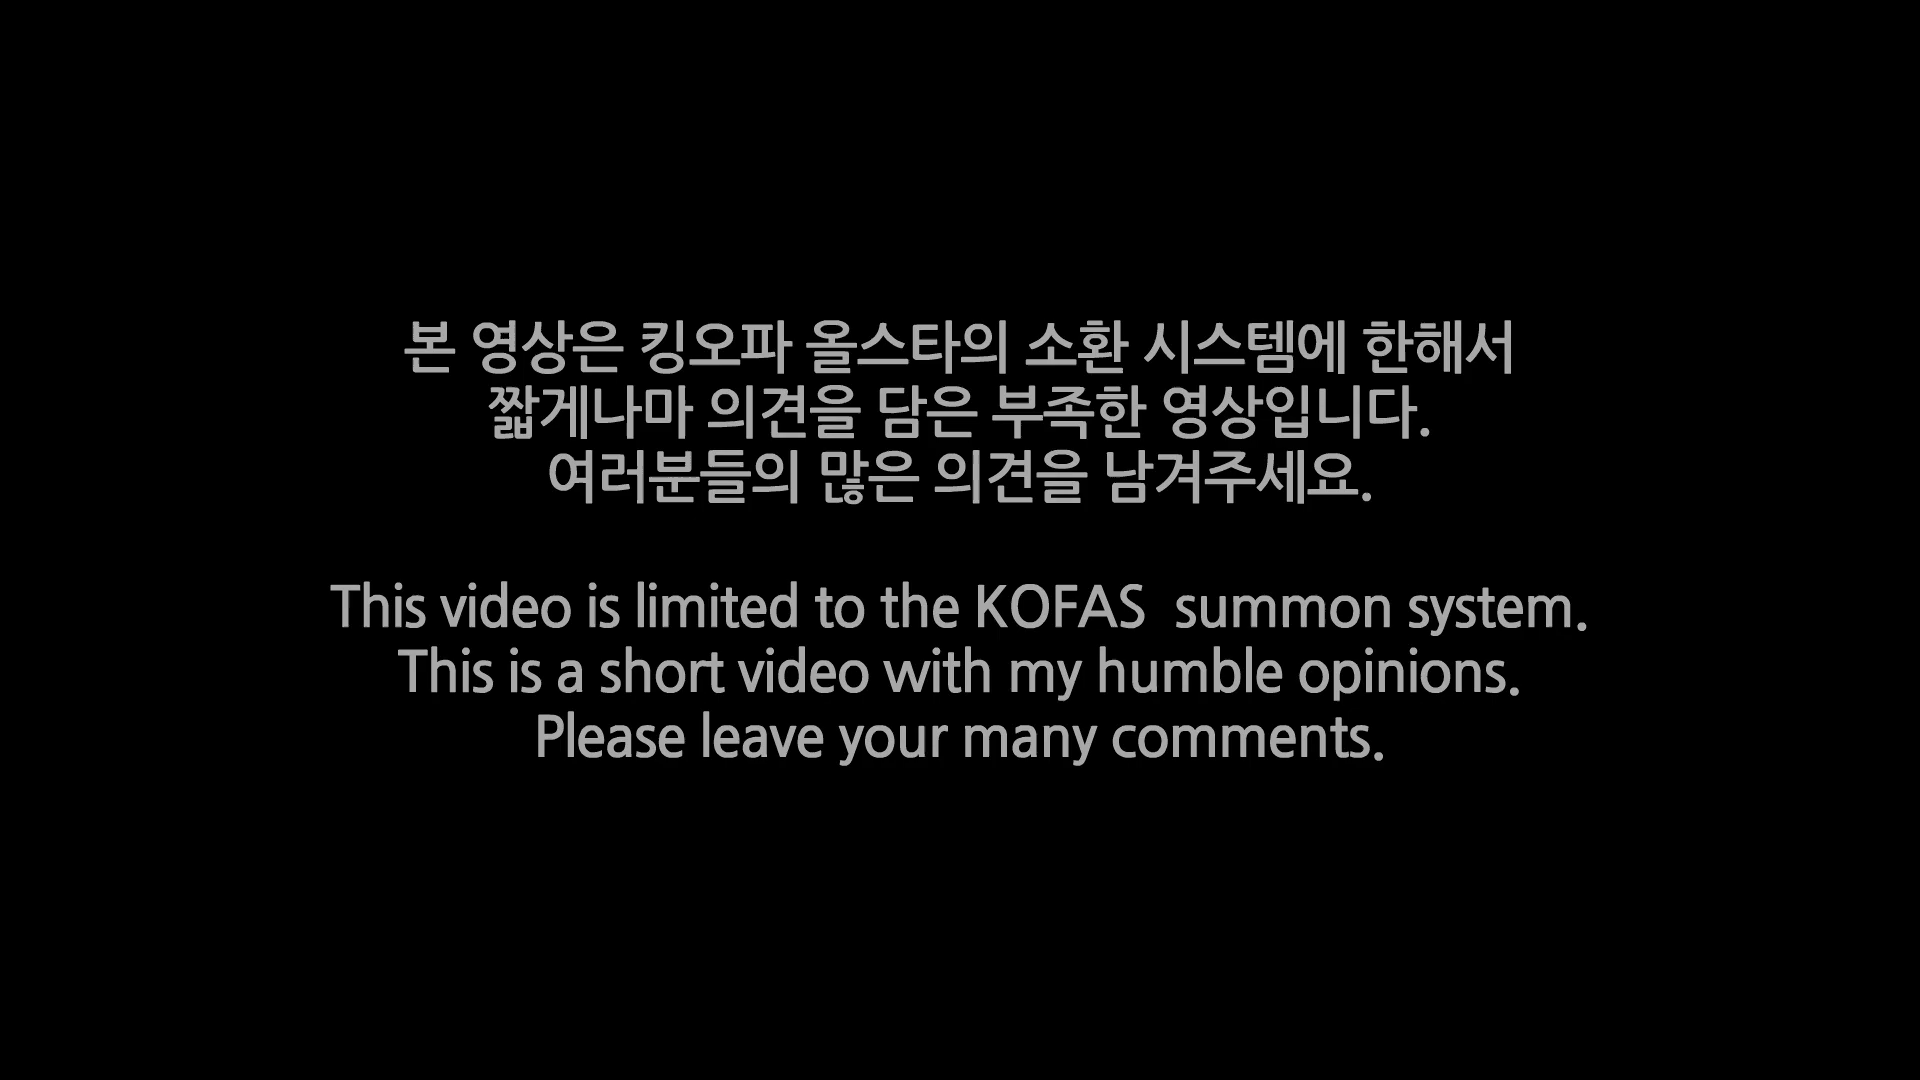 본 영상은 킹오파 올스타의 소환 시스템에 한해서
짧게나마 의견을 담은 부족한 영상입니다.
여러분들의 많은 의견을 남겨주세요.
This video is limited to the KOFAS  summon system.
This is a short video with my humble opinions.
Please leave your many comments.